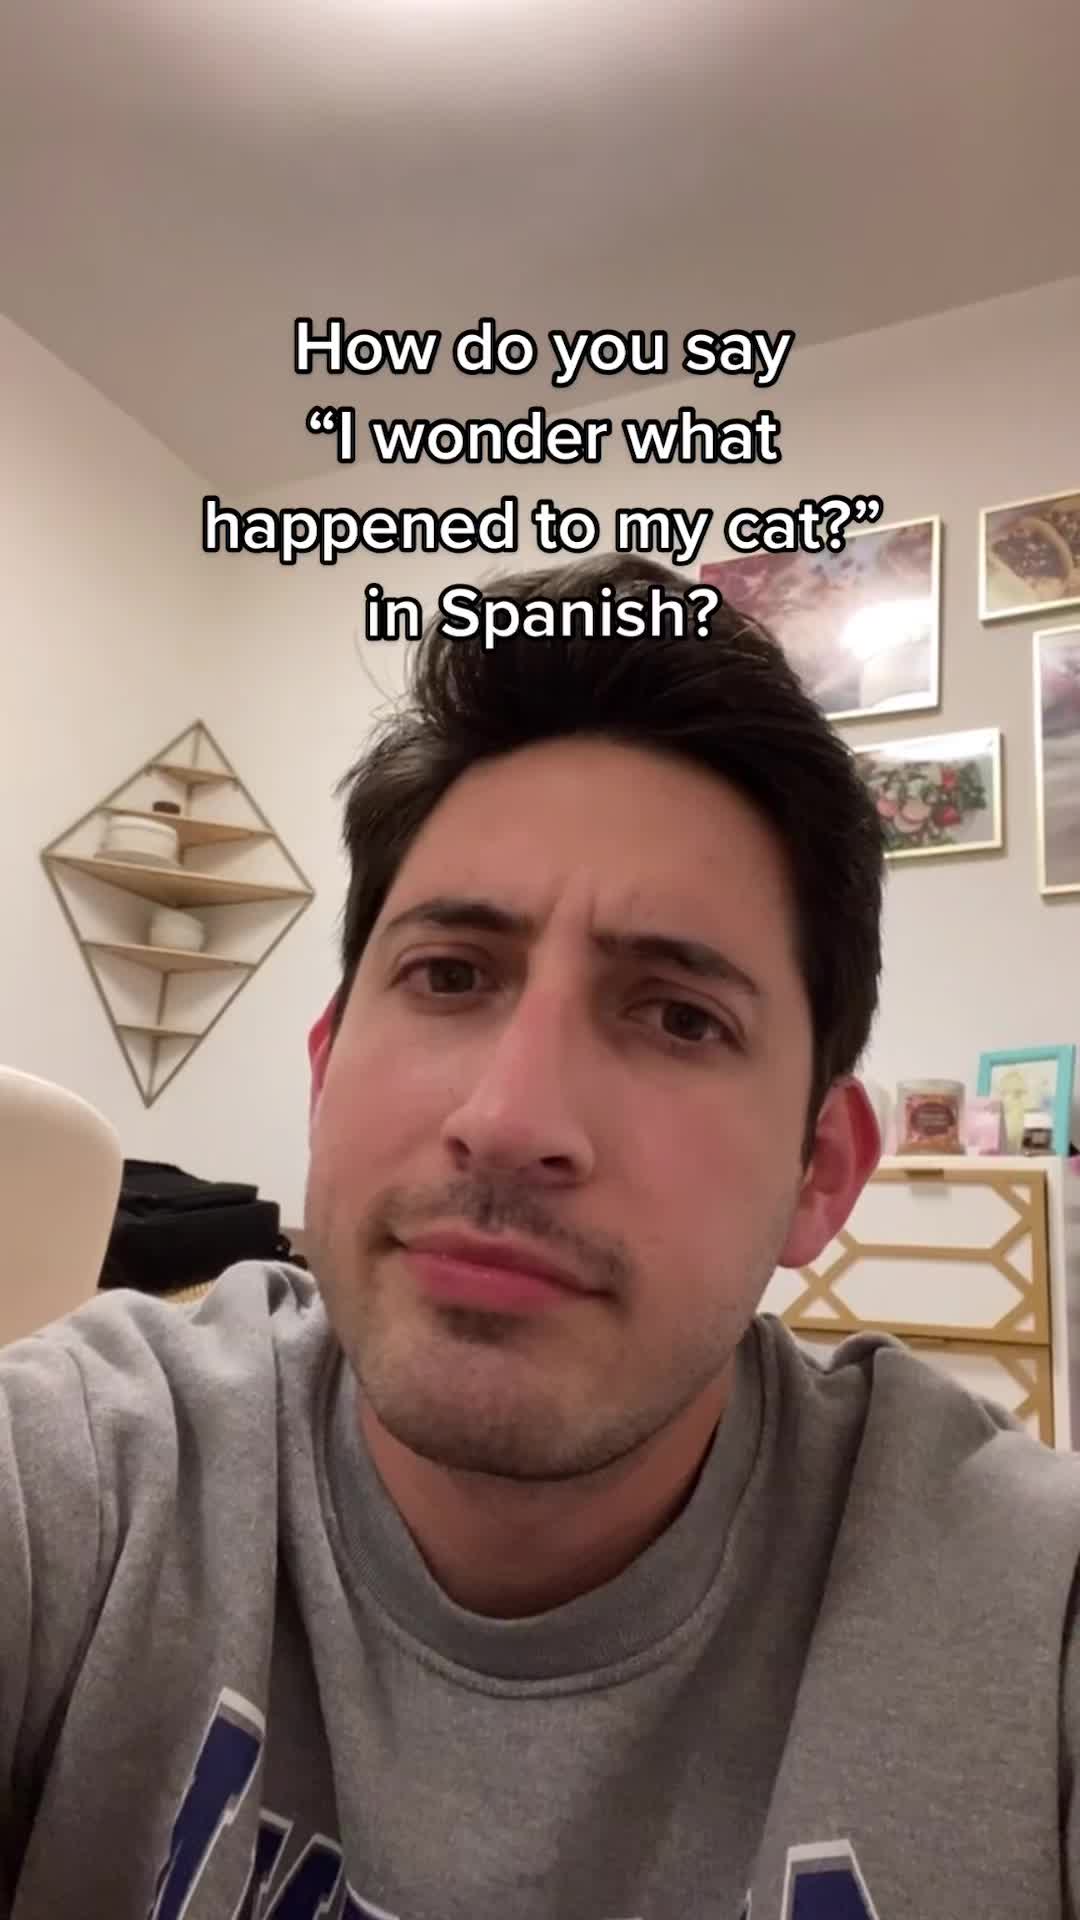 How do you say
“I wonder what
happened to my cat?”
in Spanish?